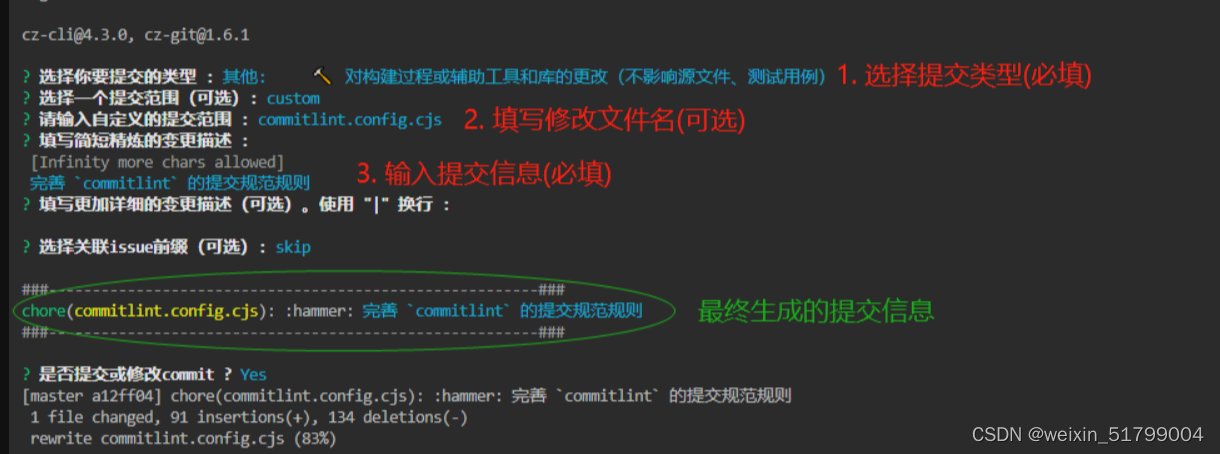 cz-cli@4.3.0, cz-git@1.6.1
? 选择你要提交的类型 : 其他: 🔨 对构建过程或辅助工具和库的更改 (不影响源文件、测试用例) 1. 选择提交类型(必填)
? 选择一个提交范围 (可选) : custom
? 请输入自定义的提交范围 : commitlint.config.cjs 2. 填写修改文件名(可选)
? 填写简短精炼的变更描述 :
[Infinity more chars allowed]
完善 `commitlint` 的提交规范规则 3. 输入提交信息(必填)
? 填写更加详细的变更描述 (可选) 。使用 "|" 换行 :
? 选择关联issue前缀 (可选) : skip
###--------------------------------------------------------###
chore(commitlint.config.cjs): :hammer: 完善 `commitlint` 的提交规范规则 最终生成的提交信息
###--------------------------------------------------------###
? 是否提交或修改commit ? Yes
[master a12ff04] chore(commitlint.config.cjs): :hammer: 完善 `commitlint` 的提交规范规则
1 file changed, 91 insertions(+), 134 deletions(-)
rewrite commitlint.config.cjs (83%)
CSDN @weixin_51799004